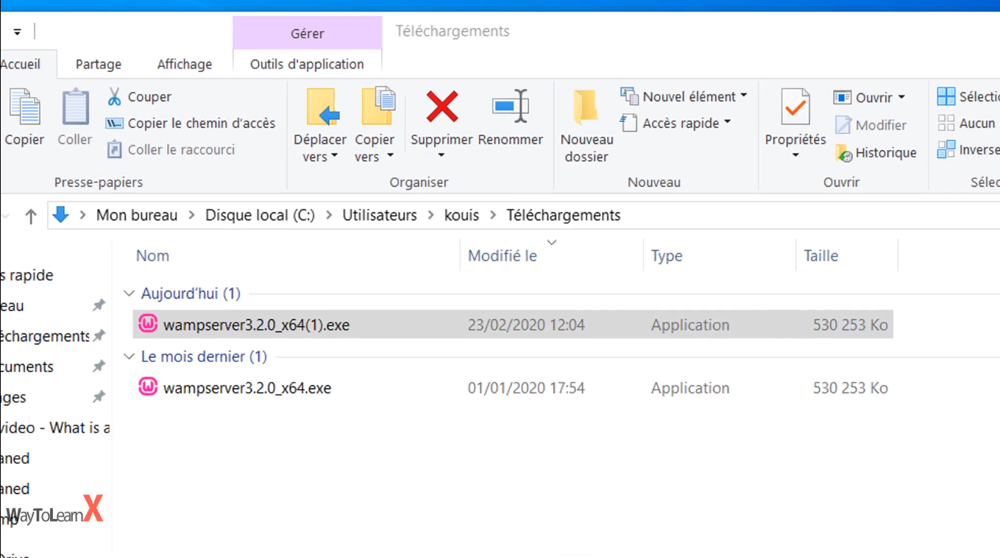 Gérer Téléchargements
Accueil Partage Affichage Outils d'application
Copier
Coller
Couper
Copier le chemin d'accès
Coller le raccourci
Presse-papiers
Déplacer vers
Copier vers
Supprimer
Renommer
Organiser
Nouveau dossier
Nouvel élément
Accès rapide
Nouveau
Propriétés
Ouvrir
Modifier
Historique
Ouvrir
Sélectio
Aucun
Inverse
Sélec
Mon bureau > Disque local (C:) > Utilisateurs > kouis > Téléchargements
Nom Modifié le Type Taille
s rapide
eau
échargements
cuments
ages
video - What is a
aned
aned
Aujourd'hui (1)
wampserver3.2.0_x64(1).exe 23/02/2020 12:04 Application 530 253 Ko
Le mois dernier (1)
wampserver3.2.0_x64.exe 01/01/2020 17:54 Application 530 253 Ko
WayToLearnX